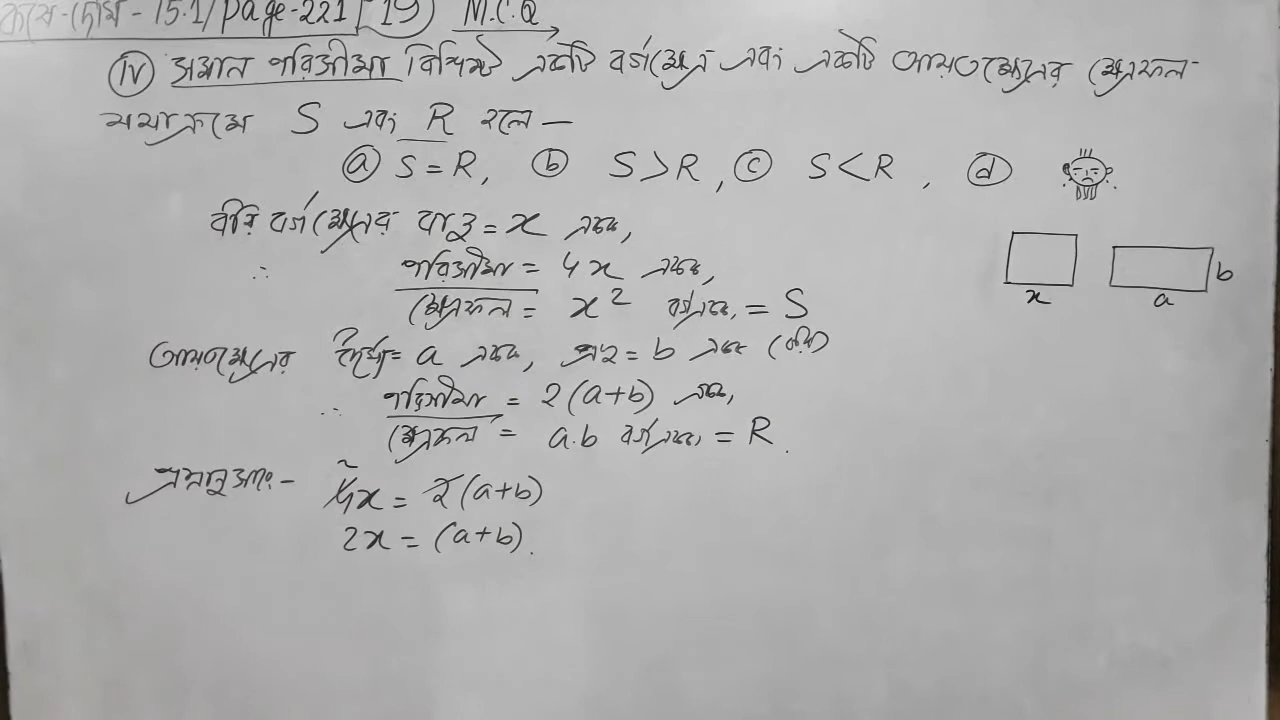 কষে-দেখি - 15.1/page-221 [19] M.C.Q
(iv) সমান পরিসীমা বিশিষ্ট একটি বর্গক্ষেত্র এবং একটি আয়তক্ষেত্রের ক্ষেত্রফল
যথাক্রমে S এবং R হলে —
(a) S = R, (b) S > R, (c) S < R, (d)
ধরি বর্গক্ষেত্রের বাহু = x একক,
∴ পরিসীমা = 4x একক,
ক্ষেত্রফল = x² বর্গএকক, = S
x a b
আয়তক্ষেত্রের দৈর্ঘ্য = a একক, প্রস্থ = b একক (ধরি)
∴ পরিসীমা = 2(a+b) একক,
ক্ষেত্রফল = a.b বর্গএকক, = R.
প্রশ্নানুসারে:- 4x = 2(a+b)
2x = (a+b).